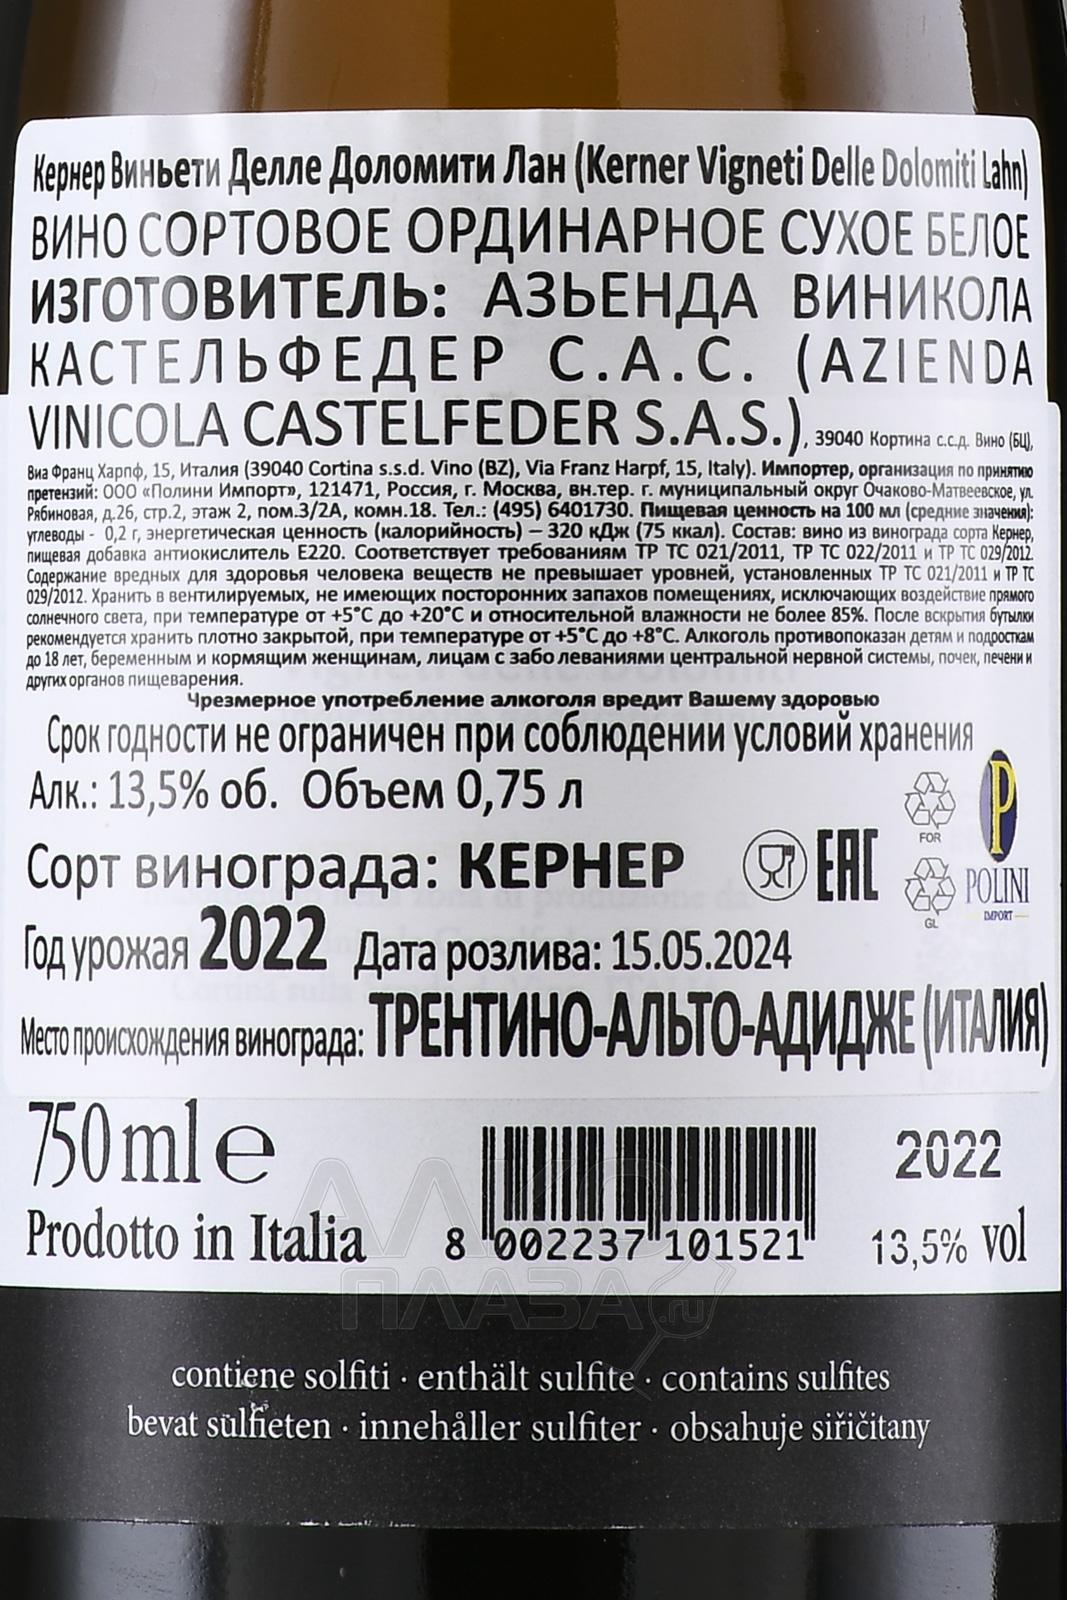 Кернер Виньети Делле Доломити Лан (Kerner Vigneti Delle Dolomiti Lahn)
ВИНО СОРТОВОЕ ОРДИНАРНОЕ СУХОЕ БЕЛОЕ
ИЗГОТОВИТЕЛЬ: АЗЬЕНДА ВИНИКОЛА
КАСТЕЛЬФЕДЕР С.А.С. (AZIENDA
VINICOLA CASTELFEDER S.A.S.), 39040 Кортина с.с.д. Вино (БЦ),
Виа Франц Харпф, 15, Италия (39040 Cortina s.s.d. Vino (BZ), Via Franz Harpf, 15, Italy). Импортер, организация по принятию
претензий: ООО «Полини Импорт», 121471, Россия, г. Москва, вн.тер. г. муниципальный округ Очаково-Матвеевское, ул.
Рябиновая, д.26, стр.2, этаж 2, пом.3/2А, комн.18. Тел.: (495) 6401730. Пищевая ценность на 100 мл (средние значения):
углеводы - 0,2 г, энергетическая ценность (калорийность) – 320 кДж (75 ккал). Состав: вино из винограда сорта Кернер,
пищевая добавка антиокислитель Е220. Соответствует требованиям ТР ТС 021/2011, ТР ТС 022/2011 и ТР ТС 029/2012.
Содержание вредных для здоровья человека веществ не превышает уровней, установленных ТР ТС 021/2011 и ТР ТС
029/2012. Хранить в вентилируемых, не имеющих посторонних запахов помещениях, исключающих воздействие прямого
солнечного света, при температуре от +5°С до +20°С и относительной влажности не более 85%. После вскрытия бутылки
рекомендуется хранить плотно закрытой, при температуре от +5°С до +8°С. Алкоголь противопоказан детям и подросткам
до 18 лет, беременным и кормящим женщинам, лицам с забо леваниями центральной нервной системы, почек, печени и
других органов пищеварения.
Чрезмерное употребление алкоголя вредит Вашему здоровью
Срок годности не ограничен при соблюдении условий хранения
Алк.: 13,5% об. Объем 0,75 л
FOR
P
Сорт винограда: КЕРНЕР
EAC
POLINI
IMPORT
GL
Год урожая 2022 Дата розлива: 15.05.2024
Место происхождения винограда: ТРЕНТИНО-АЛЬТО-АДИДЖЕ (ИТАЛИЯ)
750 ml e
2022
Prodotto in Italia
8 002237 101521
13,5% vol
АЛКО
ПЛАЗА.ru
contiene solfiti · enthält sulfite · contains sulfites
bevat sülfieten · innehåller sulfiter · obsahuje siřičitany